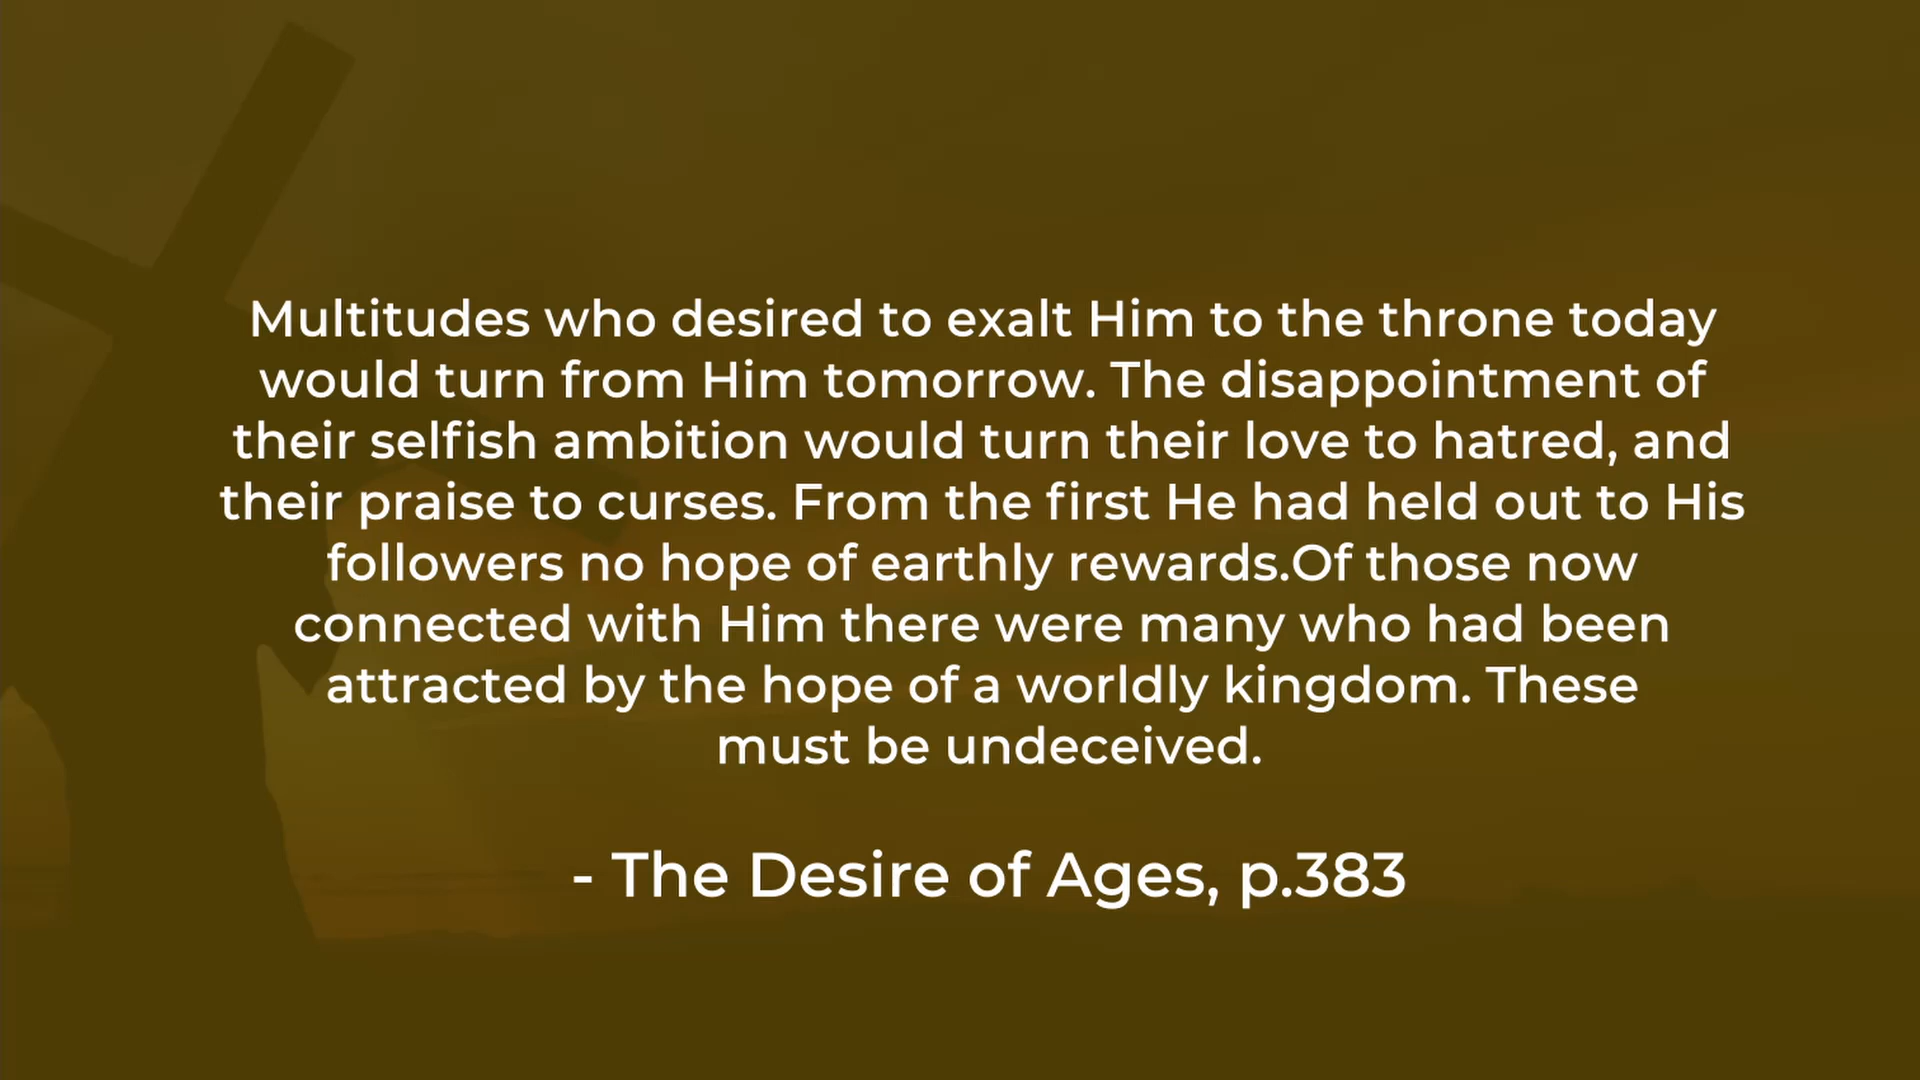 Multitudes who desired to exalt Him to the throne today
would turn from Him tomorrow. The disappointment of
their selfish ambition would turn their love to hatred, and
their praise to curses. From the first He had held out to His
followers no hope of earthly rewards.Of those now
connected with Him there were many who had been
attracted by the hope of a worldly kingdom. These
must be undeceived.
- The Desire of Ages, p.383